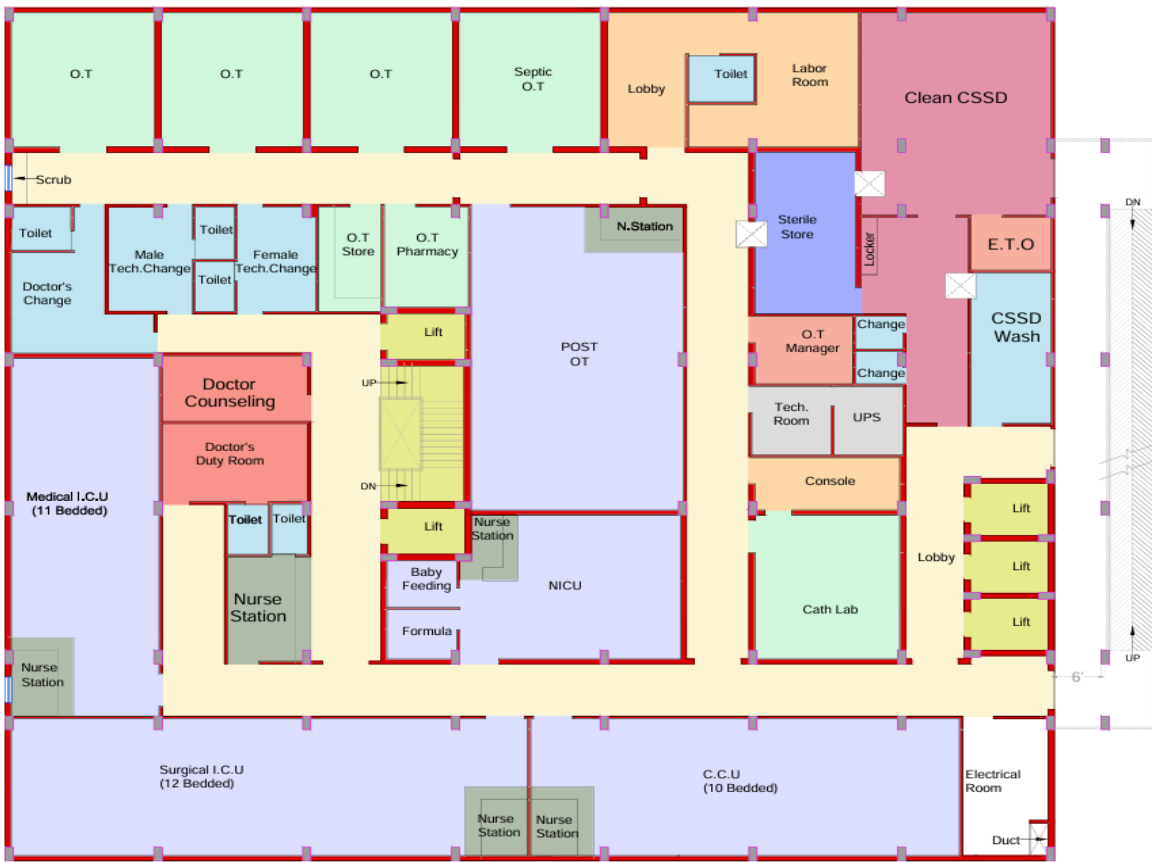 O.T
O.T
O.T
Septic
O.T
Lobby
Toilet
Labor
Room
Clean CSSD
Scrub
DN
Toilet
Doctor's
Change
Male
Tech.Change
Toilet
Toilet
Female
Tech.Change
O.T
Store
O.T
Pharmacy
N.Station
Sterile
Store
Locker
E.T.O
CSSD
Wash
Lift
POST
OT
O.T
Manager
Change
Change
UP
DN
Doctor
Counseling
Doctor's
Duty Room
Tech.
Room
UPS
Console
Medical I.C.U
(11 Bedded)
Toilet
Toilet
Lift
Nurse
Station
Lobby
Lift
Lift
Lift
Baby
Feeding
NICU
Formula
Nurse
Station
Cath Lab
Nurse
Station
UP
6'
Surgical I.C.U
(12 Bedded)
C.C.U
(10 Bedded)
Electrical
Room
Nurse
Station
Nurse
Station
Duct